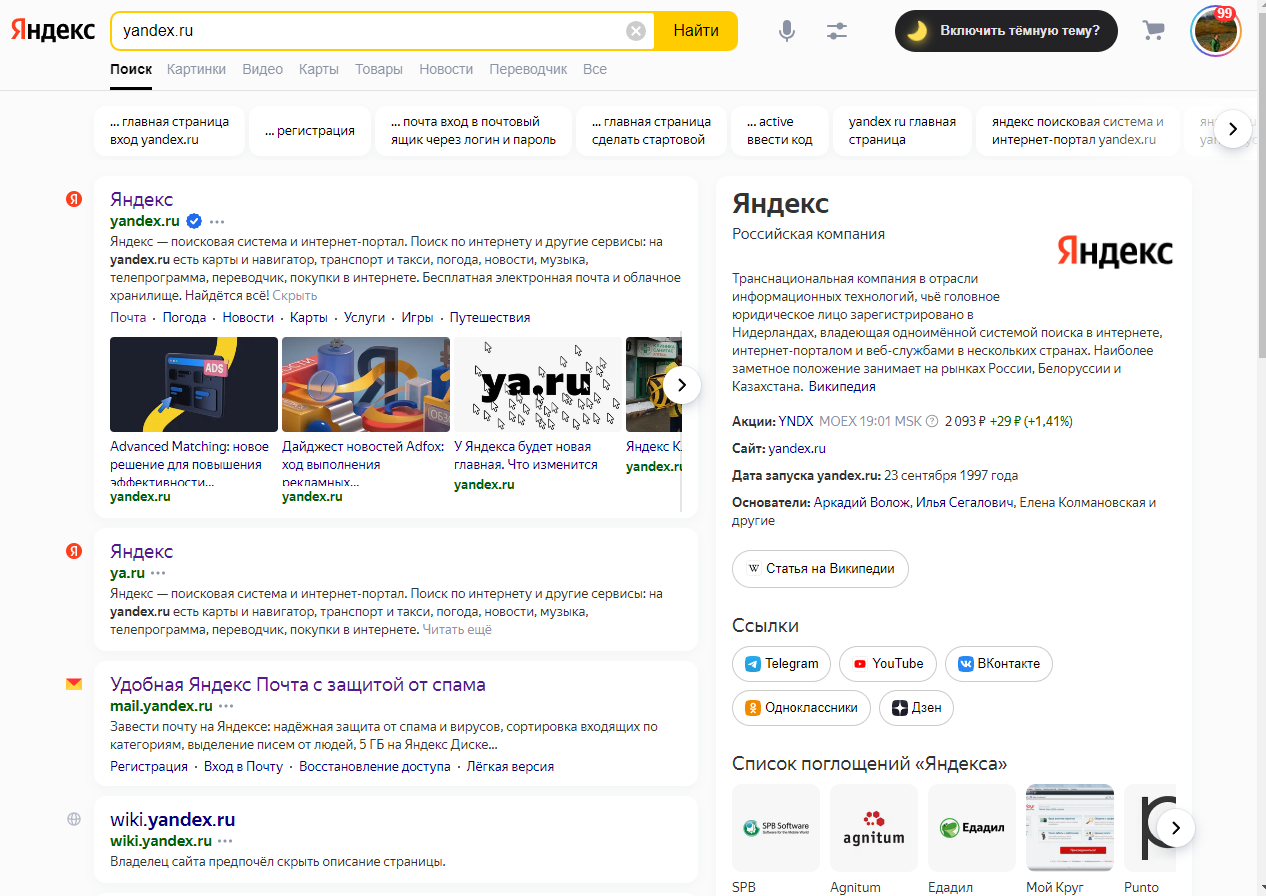 Яндекс
yandex.ru
Найти
Включить тёмную тему?
99
Поиск Картинки Видео Карты Товары Новости Переводчик Все
... главная страница
вход yandex.ru
... регистрация
... почта вход в почтовый
ящик через логин и пароль
... главная страница
сделать стартовой
... active
ввести код
yandex ru главная
страница
яндекс поисковая система и
интернет-портал yandex.ru
Яндекс
yandex.ru
Яндекс — поисковая система и интернет-портал. Поиск по интернету и другие сервисы: на
yandex.ru есть карты и навигатор, транспорт и такси, погода, новости, музыка,
телепрограмма, переводчик, покупки в интернете. Бесплатная электронная почта и облачное
хранилище. Найдётся всё! Скрыть
Почта · Погода · Новости · Карты · Услуги · Игры · Путешествия
ADS
Я
ya.ru
Advanced Matching: новое
решение для повышения
эффективности...
yandex.ru
Дайджест новостей Adfox:
ход выполнения
рекламных...
yandex.ru
У Яндекса будет новая
главная. Что изменится
yandex.ru
Яндекс К
yandex.ru
Яндекс
ya.ru
Яндекс — поисковая система и интернет-портал. Поиск по интернету и другие сервисы: на
yandex.ru есть карты и навигатор, транспорт и такси, погода, новости, музыка,
телепрограмма, переводчик, покупки в интернете. Читать ещё
Удобная Яндекс Почта с защитой от спама
mail.yandex.ru
Завести почту на Яндексе: надёжная защита от спама и вирусов, сортировка входящих по
категориям, выделение писем от людей, 5 ГБ на Яндекс Диске...
Регистрация · Вход в Почту · Восстановление доступа · Лёгкая версия
wiki.yandex.ru
wiki.yandex.ru
Владелец сайта предпочёл скрыть описание страницы.
Яндекс
Российская компания
Яндекс
Транснациональная компания в отрасли
информационных технологий, чьё головное
юридическое лицо зарегистрировано в
Нидерландах, владеющая одноимённой системой поиска в интернете,
интернет-порталом и веб-службами в нескольких странах. Наиболее
заметное положение занимает на рынках России, Белоруссии и
Казахстана. Википедия
Акции: YNDX MOEX 19:01 MSK ? 2 093 ₽ +29 ₽ (+1,41%)
Сайт: yandex.ru
Дата запуска yandex.ru: 23 сентября 1997 года
Основатели: Аркадий Волож, Илья Сегалович, Елена Колмановская и
другие
W Статья на Википедии
Ссылки
Telegram
YouTube
ВКонтакте
Одноклассники
Дзен
Список поглощений «Яндекса»
SPB Software
agnitum
Едадил
SPB
Agnitum
Едадил
Мой Круг
Punto